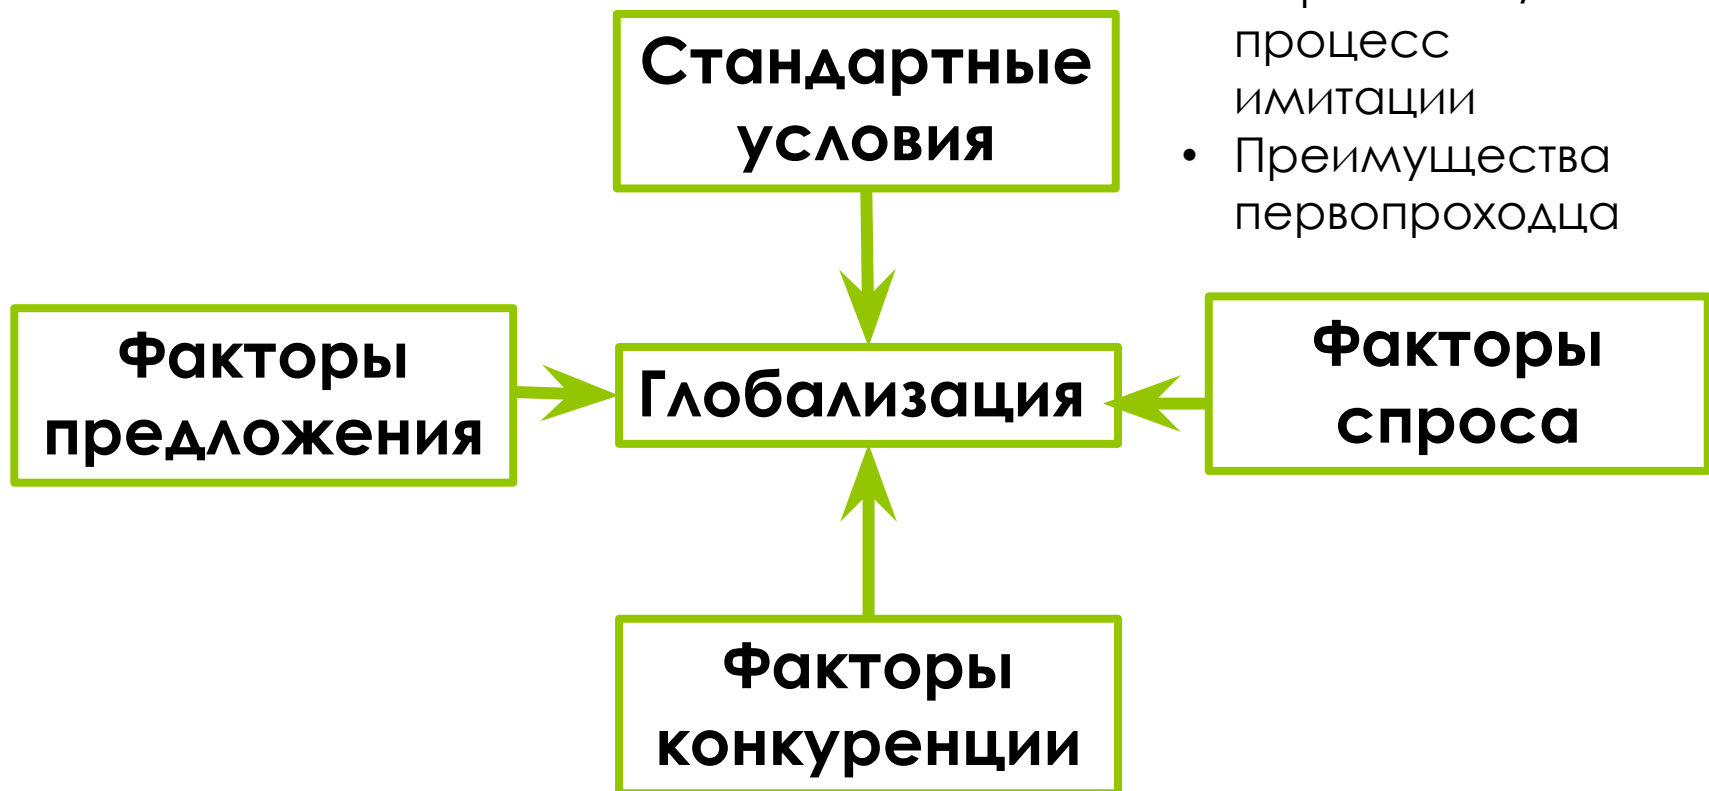 процесс
имитации
• Преимущества
первопроходца
Стандартные
условия
Факторы
предложения
Глобализация
Факторы
спроса
Факторы
конкуренции